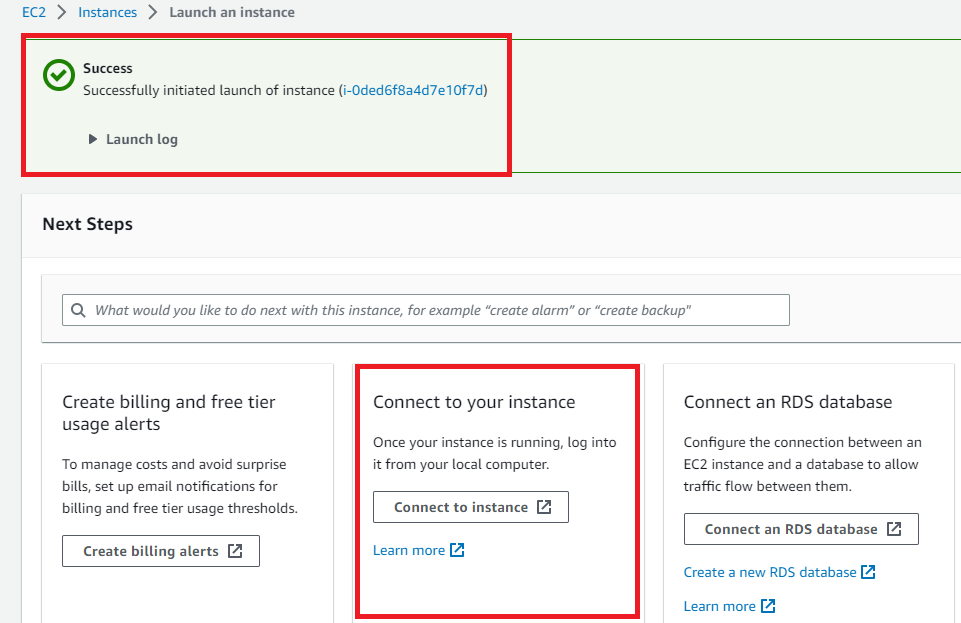 EC2 > Instances > Launch an instance
Success
Successfully initiated launch of instance (i-0ded6f8a4d7e10f7d)
Launch log
Next Steps
What would you like to do next with this instance, for example “create alarm” or “create backup"
Create billing and free tier
usage alerts
To manage costs and avoid surprise
bills, set up email notifications for
billing and free tier usage thresholds.
Create billing alerts
Connect to your instance
Once your instance is running, log into
it from your local computer.
Connect to instance
Learn more
Connect an RDS database
Configure the connection between an
EC2 instance and a database to allow
traffic flow between them.
Connect an RDS database
Create a new RDS database
Learn more